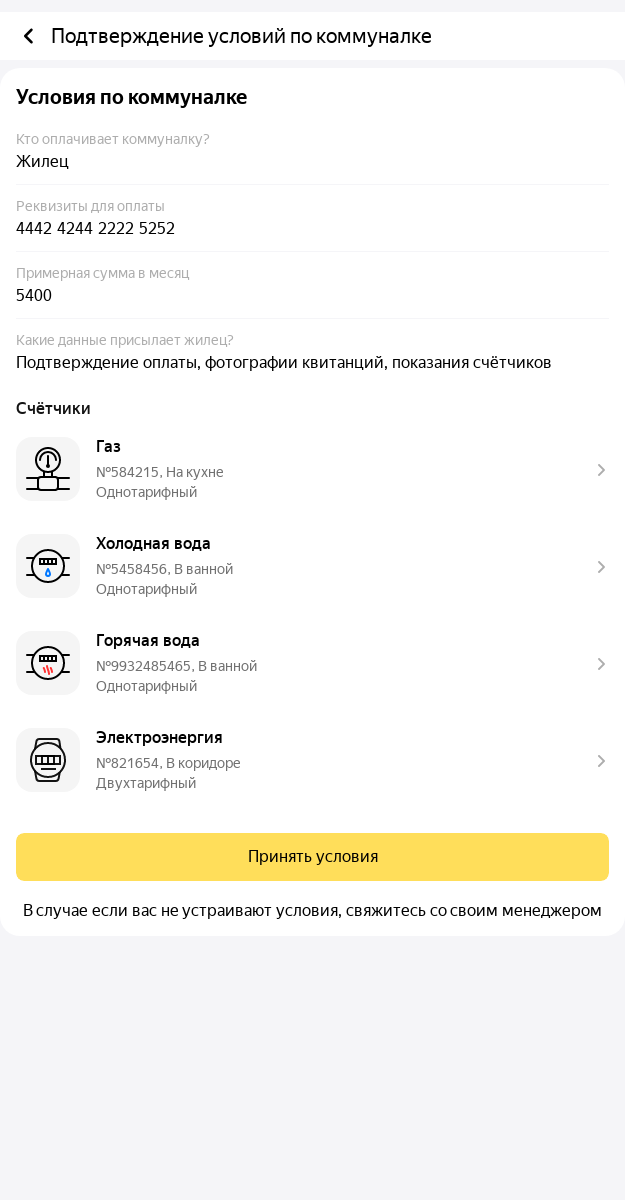 Подтверждение условий по коммуналке
Условия по коммуналке
Кто оплачивает коммуналку?
Жилец
Реквизиты для оплаты
4442 4244 2222 5252
Примерная сумма в месяц
5400
Какие данные присылает жилец?
Подтверждение оплаты, фотографии квитанций, показания счётчиков
Счётчики
Газ
№584215, На кухне
Однотарифный
Холодная вода
№5458456, В ванной
Однотарифный
Горячая вода
№9932485465, В ванной
Однотарифный
Электроэнергия
№821654, В коридоре
Двухтарифный
Принять условия
В случае если вас не устраивают условия, свяжитесь со своим менеджером